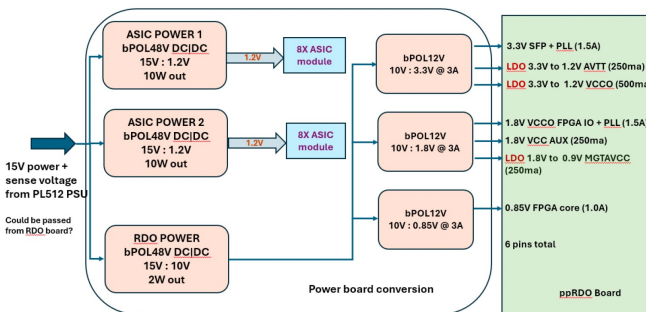 ASIC POWER 1
bPOL48V DC|DC
15V : 1.2V
10W out
1.2V
8X ASIC
module
ASIC POWER 2
bPOL48V DC|DC
15V : 1.2V
10W out
1.2V
8X ASIC
module
15V power +
sense voltage
from PL512 PSU
Could be passed
from RDO board?
RDO POWER
bPOL48V DC|DC
15V : 10V
2W out
bPOL12V
10V : 3.3V @ 3A
bPOL12V
10V : 1.8V @ 3A
bPOL12V
10V : 0.85V @ 3A
Power board conversion
3.3V SFP + PLL (1.5A)
LDO 3.3V to 1.2V AVTT (250ma)
LDO 3.3V to 1.2V VCCO (500ma)
1.8V VCCO FPGA IO + PLL (1.5A)
1.8V VCC AUX (250ma)
LDO 1.8V to 0.9V MGTAVCC
(250ma)
0.85V FPGA core (1.0A)
6 pins total
ppRDO Board